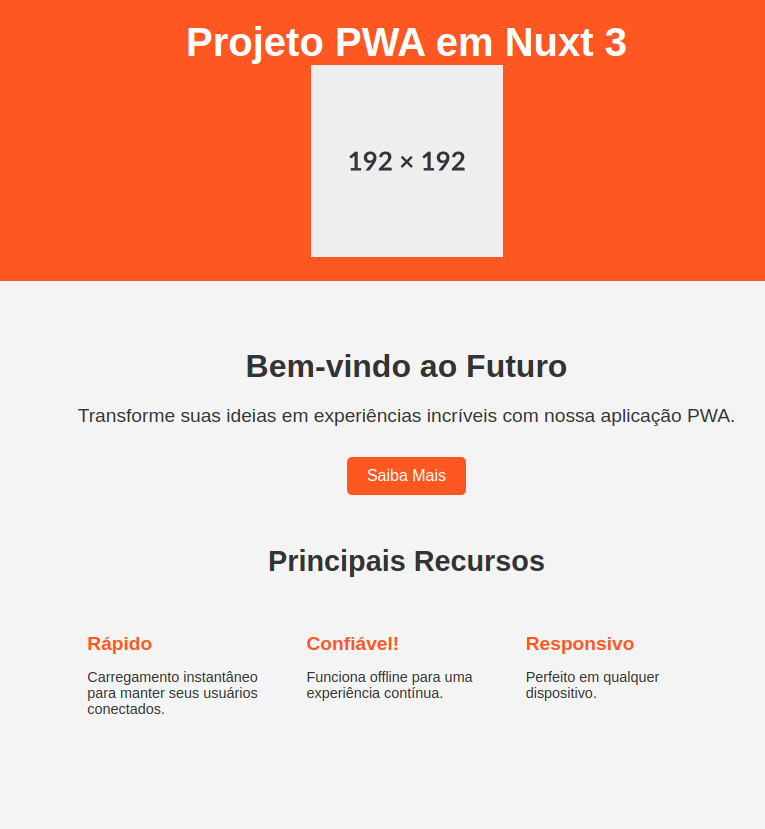 Projeto PWA em Nuxt 3
192 × 192
Bem-vindo ao Futuro
Transforme suas ideias em experiências incríveis com nossa aplicação PWA.
Saiba Mais
Principais Recursos
Rápido
Carregamento instantâneo
para manter seus usuários
conectados.
Confiável!
Funciona offline para uma
experiência contínua.
Responsivo
Perfeito em qualquer
dispositivo.